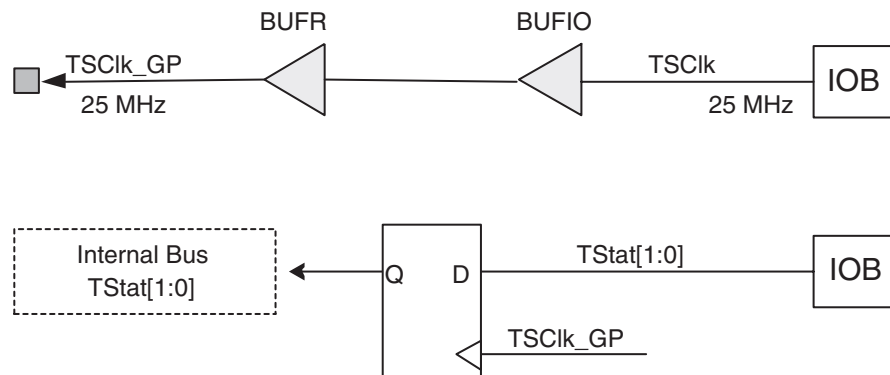 BUFR
BUFIO
TSClk_GP
TSClk
IOB
25 MHz
25 MHz
Internal Bus
TStat[1:0]
Q
D
TStat[1:0]
IOB
TSClk_GP